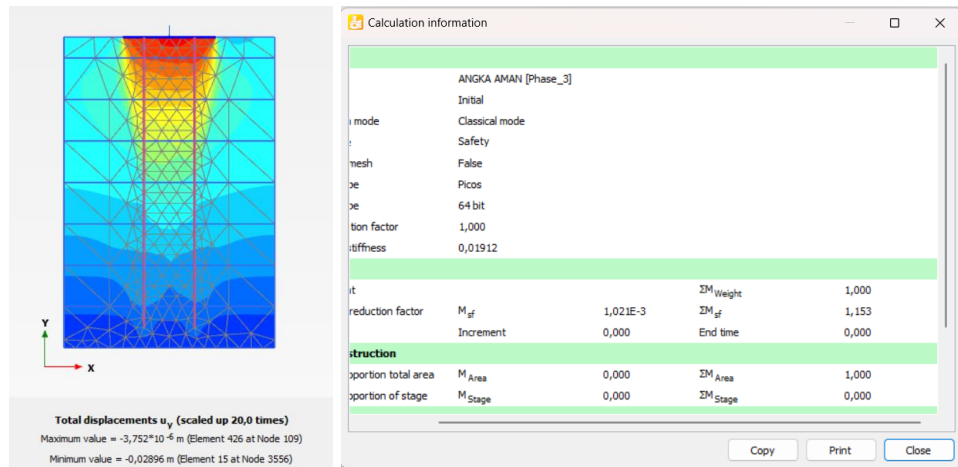 Y
X
Total displacements uy (scaled up 20,0 times)
Maximum value = -3,752*10-6 m (Element 426 at Node 109)
Minimum value = -0,02896 m (Element 15 at Node 3556)
Calculation information
ANGKA AMAN [Phase_3]
Initial
mode Classical mode
Safety
mesh False
Picos
64 bit
tion factor 1,000
stiffness 0,01912
ΣMWeight 1,000
reduction factor Msf 1,021E-3 ΣMsf 1,153
Increment 0,000 End time 0,000
struction
oportion total area MArea 0,000 ΣMArea 1,000
oportion of stage MStage 0,000 ΣMStage 0,000
Copy Print Close